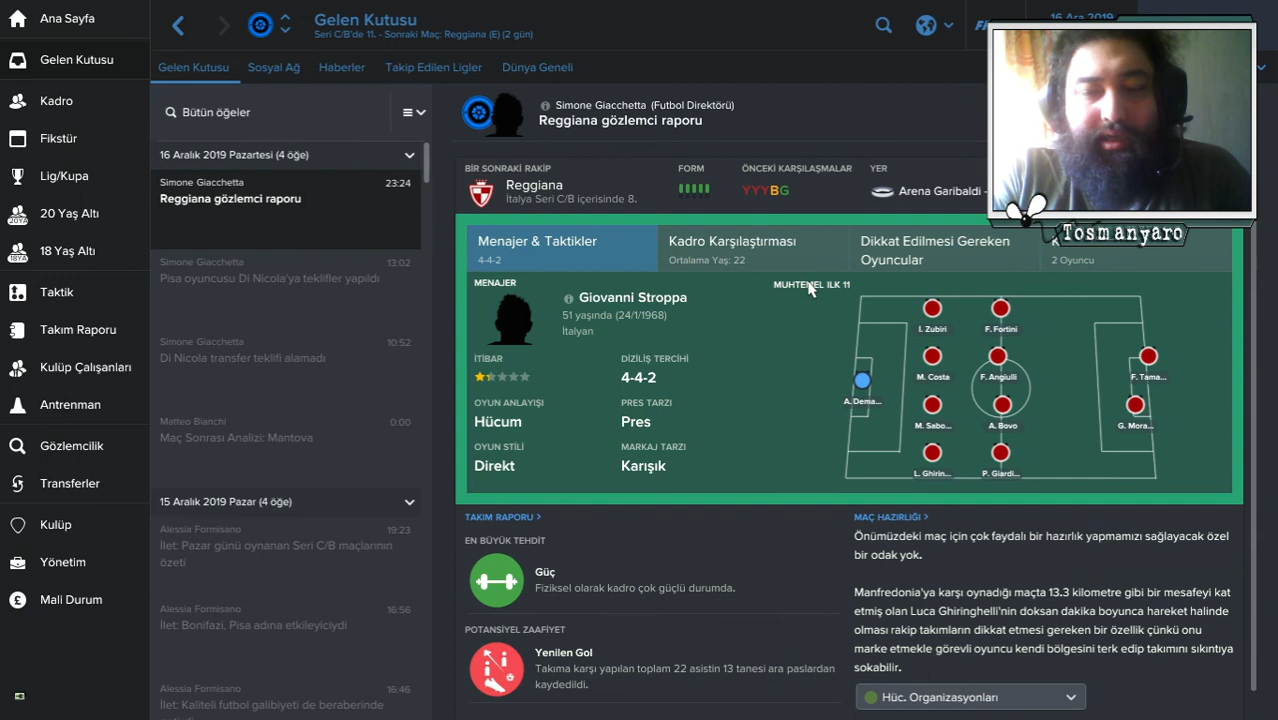 Ana Sayfa
Gelen Kutusu
Kadro
Fikstür
Lig/Kupa
20 Yaş Altı
18 Yaş Altı
Taktik
Takım Raporu
Kulüp Çalışanları
Antrenman
Gözlemcilik
Transferler
Kulüp
Yönetim
Mali Durum
Gelen Kutusu
Seri C/B'de 11. - Sonraki Maç: Reggiana (E) (2 gün)
16 Ara 2019
Gelen Kutusu
Sosyal Ağ
Haberler
Takip Edilen Ligler
Dünya Geneli
Bütün öğeler
16 Aralık 2019 Pazartesi (4 öğe)
Simone Giacchetta 23:24
Reggiana gözlemci raporu
Simone Giacchetta 13:02
Pisa oyuncusu Di Nicola'ya teklifler yapıldı
Simone Giacchetta 10:52
Di Nicola transfer teklifi alamadı
Matteo Bianchi 0:00
Maç Sonrası Analizi: Mantova
15 Aralık 2019 Pazar (4 öğe)
Alessia Formisano 19:23
İlet: Pazar günü oynanan Seri C/B maçlarının
özeti
Alessia Formisano 16:56
İlet: Bonifazi, Pisa adına etkileyiciydi
Alessia Formisano 16:46
İlet: Kaliteli futbol galibiyeti de beraberinde
Simone Giacchetta (Futbol Direktörü)
Reggiana gözlemci raporu
BİR SONRAKİ RAKİP
Reggiana
İtalya Seri C/B içerisinde 8.
FORM
ÖNCEKİ KARŞILAŞMALAR
YYYBG
YER
Arena Garibaldi -
Tosmanyaro
Menajer & Taktikler
4-4-2
Kadro Karşılaştırması
Ortalama Yaş: 22
Dikkat Edilmesi Gereken
Oyuncular
2 Oyuncu
MENAJER
Giovanni Stroppa
51 yaşında (24/1/1968)
İtalyan
İTİBAR
DİZİLİŞ TERCİHİ
4-4-2
OYUN ANLAYIŞI
Hücum
PRES TARZI
Pres
OYUN STİLİ
Direkt
MARKAJ TARZI
Karışık
MUHTEMEL İLK 11
I. Zubiri
F. Fortini
M. Costa
F. Angiulli
F. Tama...
A. Dema...
M. Sabo...
A. Bovo
G. Mora...
L. Ghirin...
P. Giardi...
TAKIM RAPORU >
EN BÜYÜK TEHDİT
Güç
Fiziksel olarak kadro çok güçlü durumda.
POTANSİYEL ZAAFİYET
Yenilen Gol
Takıma karşı yapılan toplam 22 asistin 13 tanesi ara paslardan
kaydedildi.
MAÇ HAZIRLIĞI >
Önümüzdeki maç için çok faydalı bir hazırlık yapmamızı sağlayacak özel
bir odak yok.
Manfredonia'ya karşı oynadığı maçta 13.3 kilometre gibi bir mesafeyi kat
etmiş olan Luca Ghiringhelli'nin doksan dakika boyunca hareket halinde
olması rakip takımların dikkat etmesi gereken bir özellik çünkü onu
marke etmekle görevli oyuncu kendi bölgesini terk edip takımını sıkıntıya
sokabilir.
Hüc. Organizasyonları